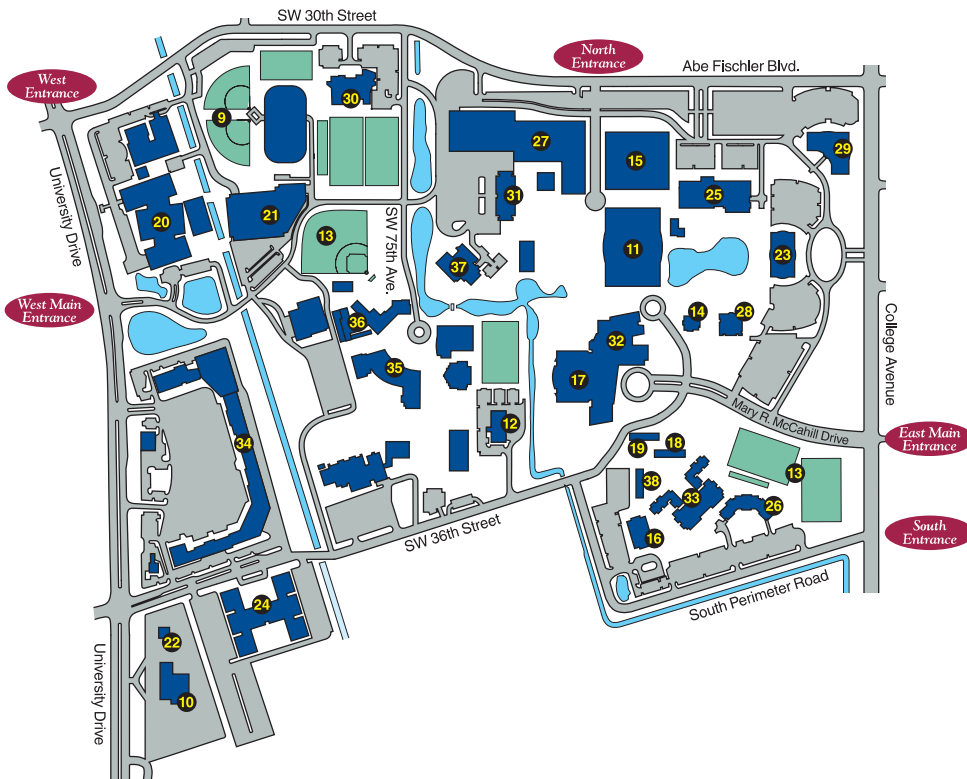 SW 30th Street
North
Entrance
Abe Fischler Blvd.
West
Entrance
30
9
27
29
15
University Drive
31
25
20
21
13
SW 75th Ave.
11
23
37
West Main
Entrance
14
28
36
College Avenue
32
35
17
Mary R. McCahill Drive
12
34
19
18
East Main
Entrance
13
38
33
26
SW 36th Street
16
South
Entrance
South Perimeter Road
24
22
University Drive
10